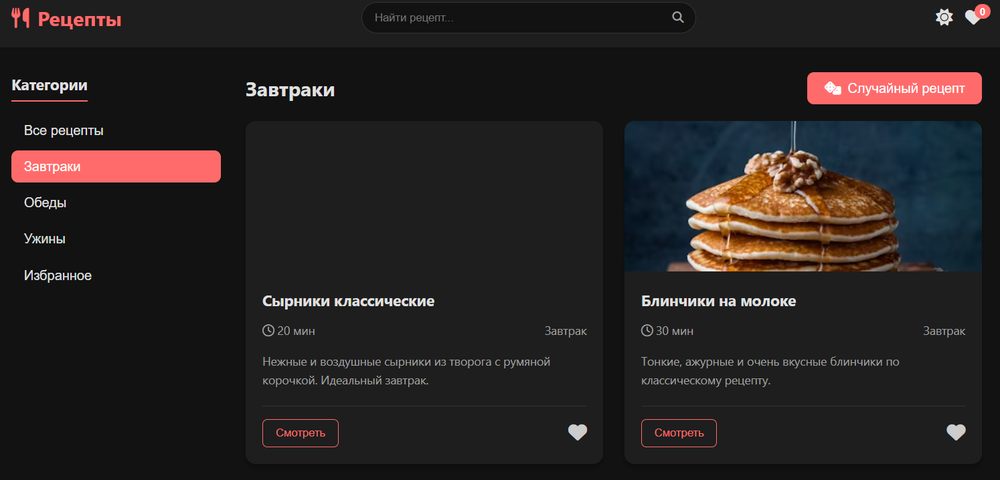 Рецепты
Найти рецепт...
0
Категории
Все рецепты
Завтраки
Обеды
Ужины
Избранное
Завтраки
Случайный рецепт
Сырники классические
20 мин
Завтрак
Нежные и воздушные сырники из творога с румяной
корочкой. Идеальный завтрак.
Смотреть
Блинчики на молоке
30 мин
Завтрак
Тонкие, ажурные и очень вкусные блинчики по
классическому рецепту.
Смотреть